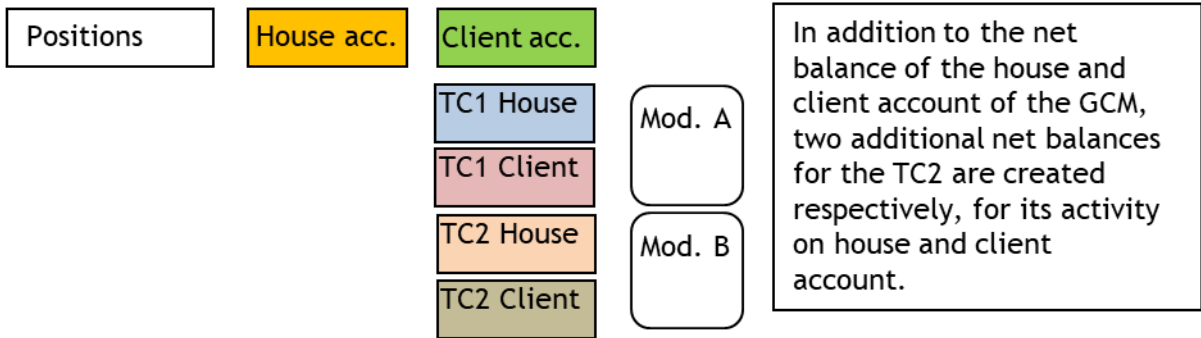 Positions
House acc.
Client acc.
TC1 House
TC1 Client
TC2 House
TC2 Client
Mod. A
Mod. B
In addition to the net
balance of the house and
client account of the GCM,
two additional net balances
for the TC2 are created
respectively, for its activity
on house and client
account.